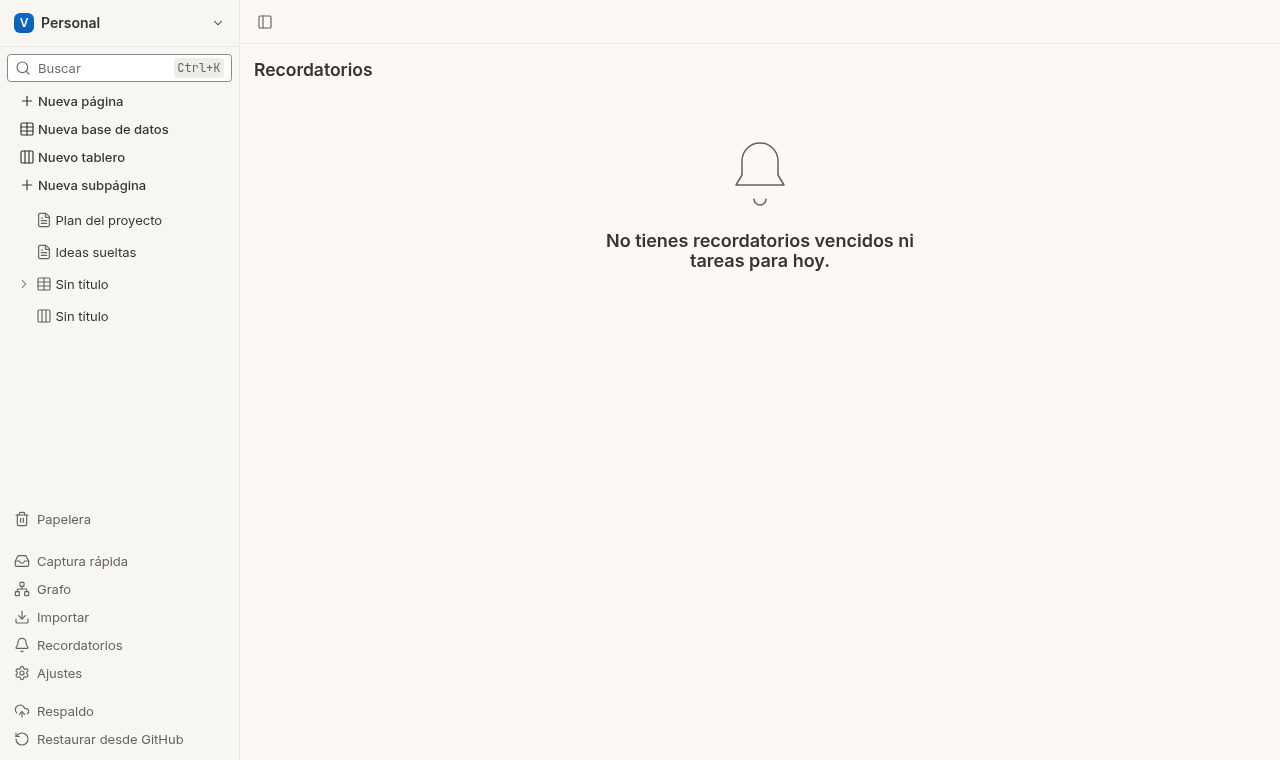 V Personal
Buscar Ctrl+K
Nueva página
Nueva base de datos
Nuevo tablero
Nueva subpágina
Plan del proyecto
Ideas sueltas
Sin título
Sin título
Papelera
Captura rápida
Grafo
Importar
Recordatorios
Ajustes
Respaldo
Restaurar desde GitHub
Recordatorios
No tienes recordatorios vencidos ni
tareas para hoy.